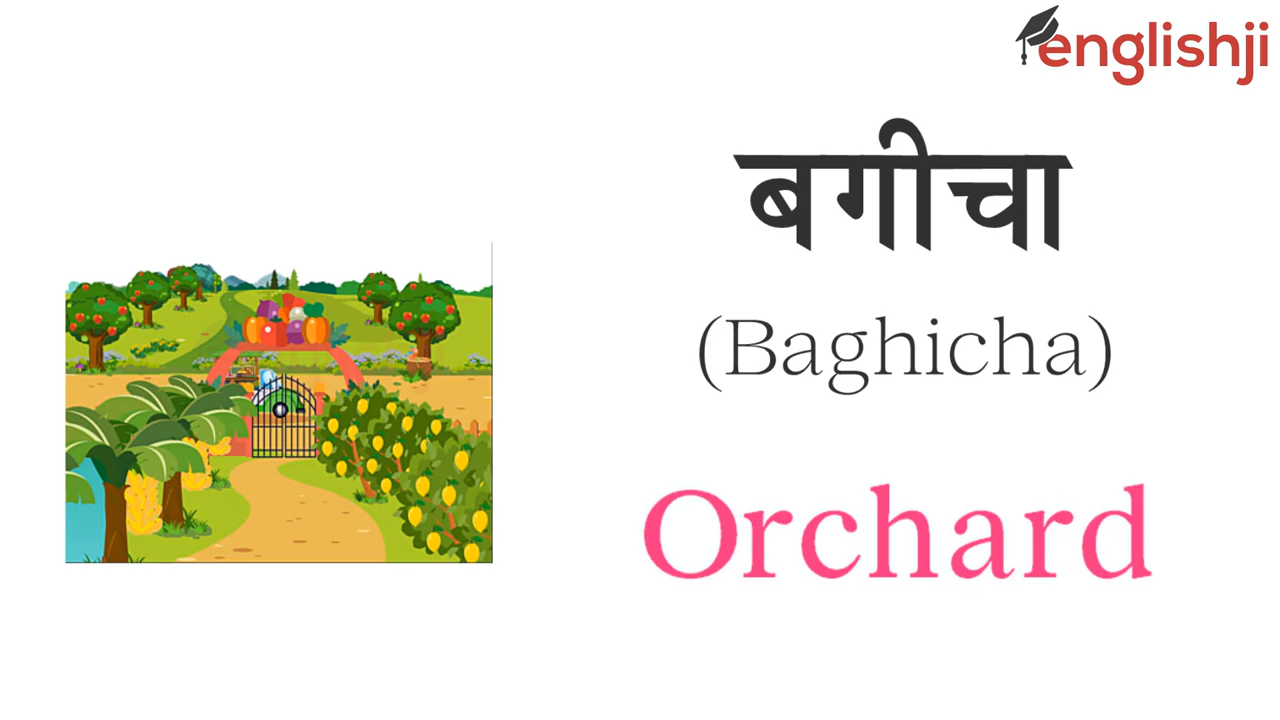 englishji
बगीचा
(Baghicha)
Orchard